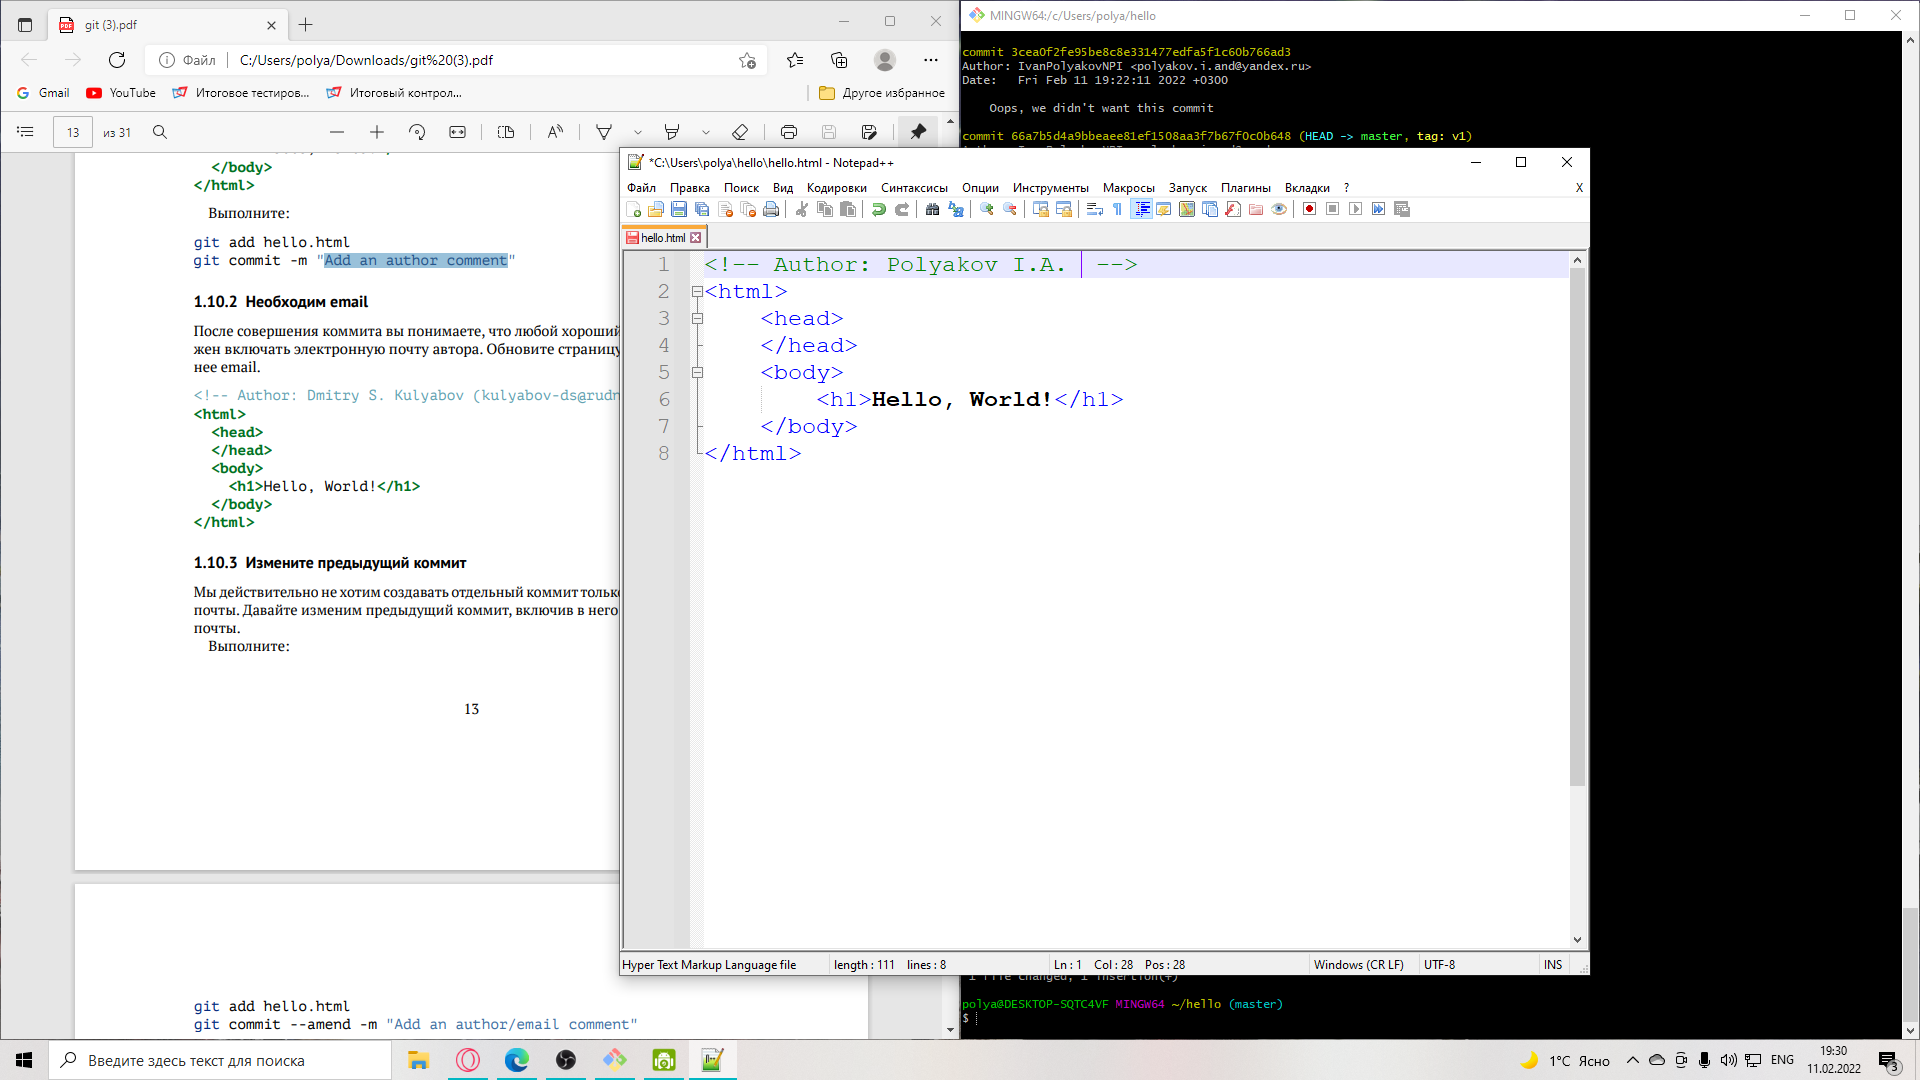 git (3).pdf
Файл
C:/Users/polya/Downloads/git%20(3).pdf
Gmail
YouTube
Итоговое тестиров...
Итоговый контрол...
Другое избранное
13
из 31
</body>
</html>
Выполните:
git add hello.html
git commit -m "Add an author comment"
1.10.2 Необходим email
После совершения коммита вы понимаете, что любой хороший
жен включать электронную почту автора. Обновите страницу
нее email.
<!-- Author: Dmitry S. Kulyabov (kulyabov-ds@rudn
<html>
<head>
</head>
<body>
<h1>Hello, World!</h1>
</body>
</html>
1.10.3 Измените предыдущий коммит
Мы действительно не хотим создавать отдельный коммит
почты. Давайте изменим предыдущий коммит, включив в него
почты.
Выполните:
13
git add hello.html
git commit --amend -m "Add an author/email comment"
MINGW64:/c/Users/polya/hello
commit 3cea0f2fe95be8c8e331477edfa5f1c60b766ad3
Author: IvanPolyakovNPI <polyakov.i.and@yandex.ru>
Date: Fri Feb 11 19:22:11 2022 +0300
Oops, we didn't want this commit
commit 66a7b5d4a9bbeaee81ef1508aa3f7b67f0c0b648 (HEAD -> master, tag: v1)
*C:\Users\polya\hello\hello.html - Notepad++
Файл Правка Поиск Вид Кодировки Синтаксисы Опции Инструменты Макросы Запуск Плагины Вкладки ? X
hello.html
1 <!-- Author: Polyakov I.A. -->
2 <html>
3 <head>
4 </head>
5 <body>
6 <h1>Hello, World!</h1>
7 </body>
8 </html>
Hyper Text Markup Language file length : 111 lines : 8 Ln : 1 Col : 28 Pos : 28 Windows (CR LF) UTF-8 INS
1 file changed, 1 insertion(+)
polya@DESKTOP-SQTC4VF MINGW64 ~/hello (master)
$
Введите здесь текст для поиска
1°C Ясно
ENG
19:30
11.02.2022
3